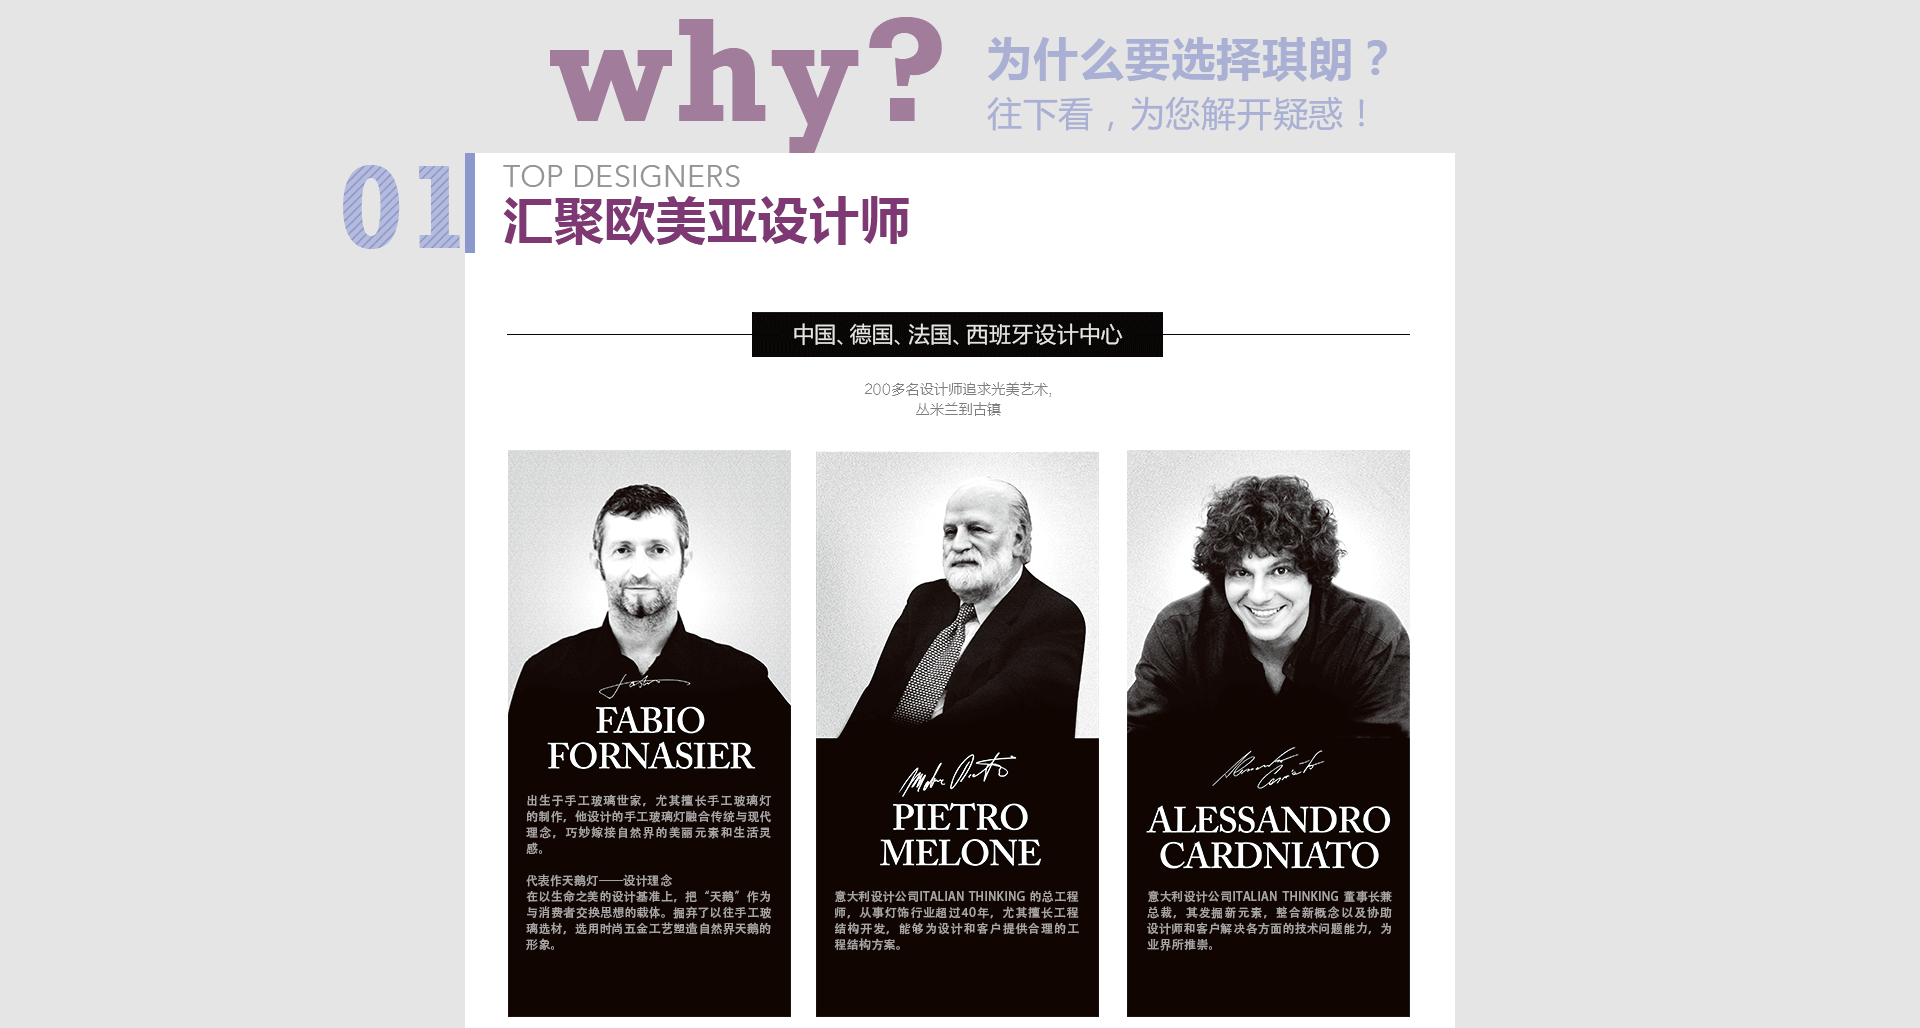 why?
为什么要选择琪朗？
往下看，为您解开疑惑！
01
TOP DESIGNERS
汇聚欧美亚设计师
中国、德国、法国、西班牙设计中心
200多名设计师追求光美艺术,
丛米兰到古镇
FABIO
FORNASIER
出生于手工玻璃世家，尤其擅长手工玻璃灯
的制作，他设计的手工玻璃灯融合传统与现代
理念，巧妙嫁接自然界的美丽元素和生活灵
感。
代表作天鹅灯——设计理念
在以生命之美的设计基准上，把“天鹅”作为
与消费者交换思想的载体。摒弃了以往手工玻
璃选材，选用时尚五金工艺塑造自然界天鹅的
形象。
PIETRO
MELONE
意大利设计公司ITALIAN THINKING 的总工程
师，从事灯饰行业超过40年，尤其擅长工程
结构开发，能够为设计和客户提供合理的工
程结构方案。
ALESSANDRO
CARDNIATO
意大利设计公司ITALIAN THINKING 董事长兼
总裁，其发掘新元素，整合新概念以及协助
设计师和客户解决各方面的技术问题能力，为
业界所推崇。